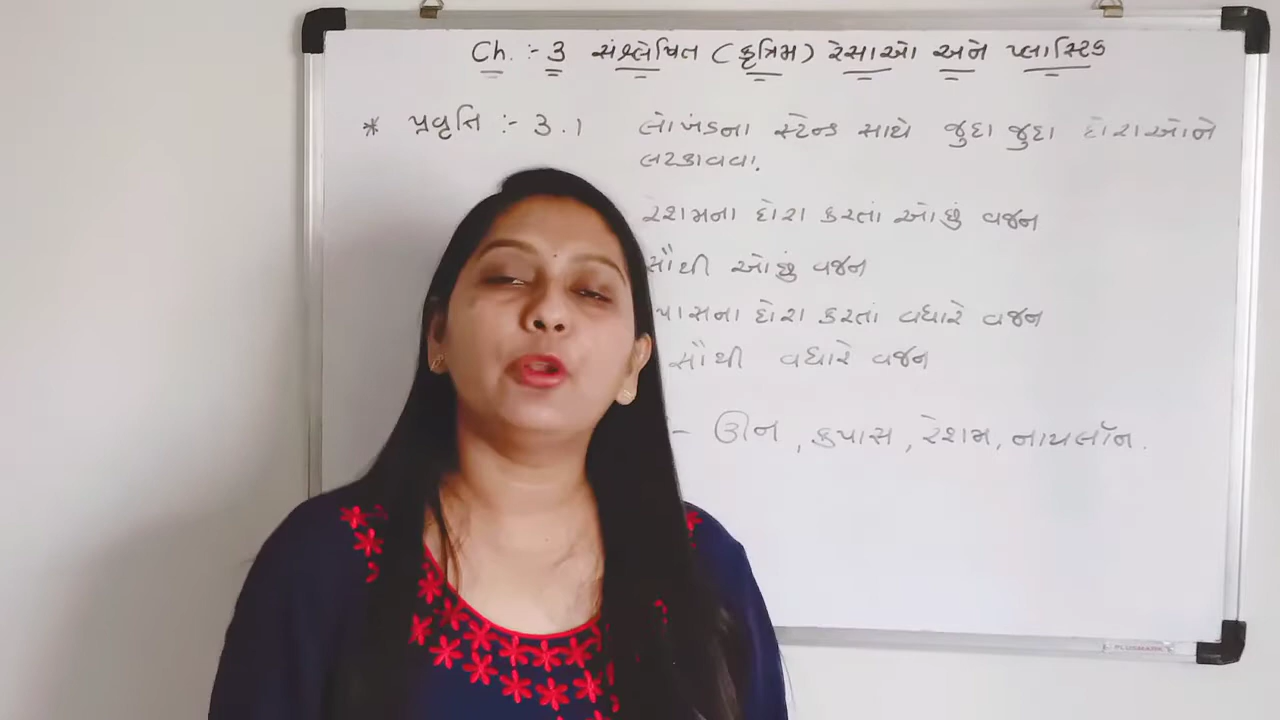 Ch. :- 3 સંશ્લેષિત (કૃત્રિમ) રેસાઓ અને પ્લાસ્ટિક
* પ્રવૃત્તિ :- 3.1 લોખંડના સ્ટેન્ડ સાથે જુદા જુદા દોરાઓને
લટકાવવા.
રેશમના દોરા કરતાં ઓછું વજન
સૌથી ઓછું વજન
પાસના દોરા કરતાં વધારે વજન
સૌથી વધારે વજન
- ઊન, કપાસ, રેશમ, નાયલૉન.